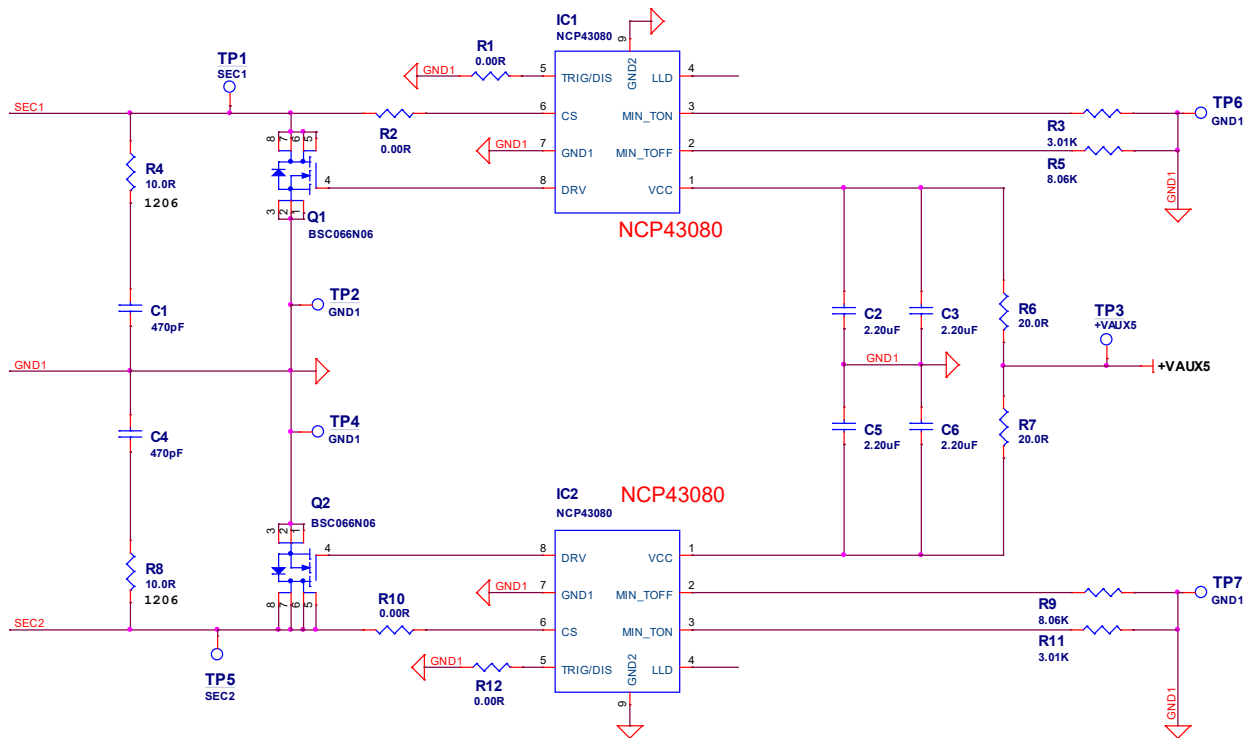 IC1
NCP43080
9
GND2
R1
0.00R
GND1
5
TRIG/DIS
LLD
4
TP1
SEC1
SEC1
6
CS
MIN_TON
3
TP6
GND1
R2
0.00R
R3
3.01K
8 7 6 5
GND1
7
GND1
MIN_TOFF
2
R4
10.0R
1206
R5
8.06K
4
8
DRV
VCC
1
GND1
3 2 1
Q1
BSC066N06
NCP43080
TP2
GND1
C1
470pF
C2
2.20uF
C3
2.20uF
R6
20.0R
TP3
+VAUX5
GND1
GND1
+VAUX5
TP4
GND1
C4
470pF
C5
2.20uF
C6
2.20uF
R7
20.0R
IC2
NCP43080
NCP43080
Q2
BSC066N06
3 2 1
4
8
DRV
VCC
1
R8
10.0R
1206
GND1
7
GND1
MIN_TOFF
2
TP7
GND1
8 7 6 5
R10
0.00R
R9
8.06K
SEC2
6
CS
MIN_TON
3
R11
3.01K
TP5
SEC2
GND1
R12
0.00R
5
TRIG/DIS
LLD
4
GND2
9
GND1